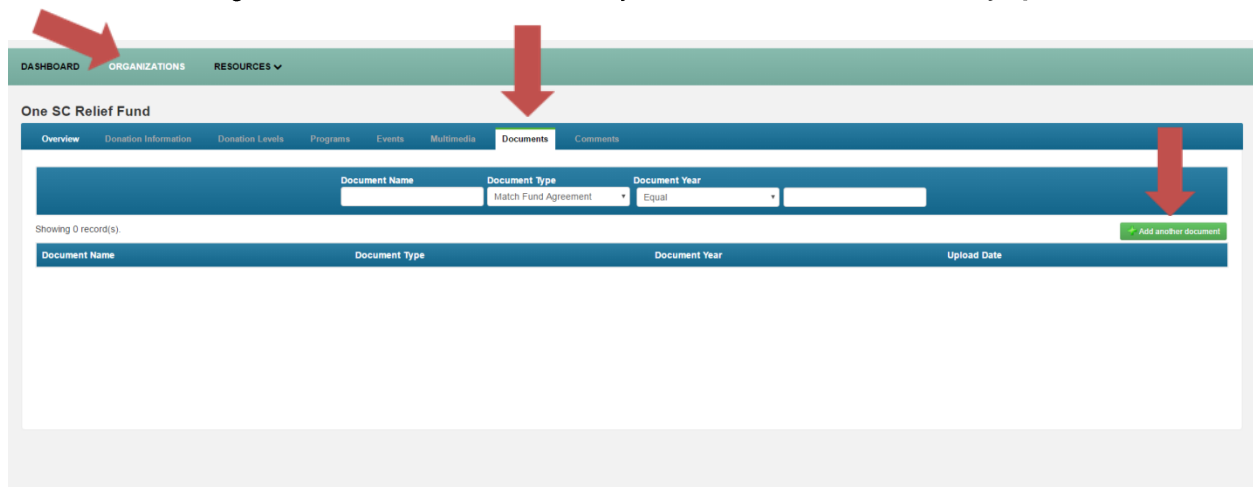 DASHBOARD ORGANIZATIONS RESOURCES
One SC Relief Fund
Overview Donation Information Donation Levels Programs Events Multimedia Documents Comments
Document Name Document Type Document Year
Match Fund Agreement Equal
Showing 0 record(s).
Add another document
Document Name Document Type Document Year Upload Date